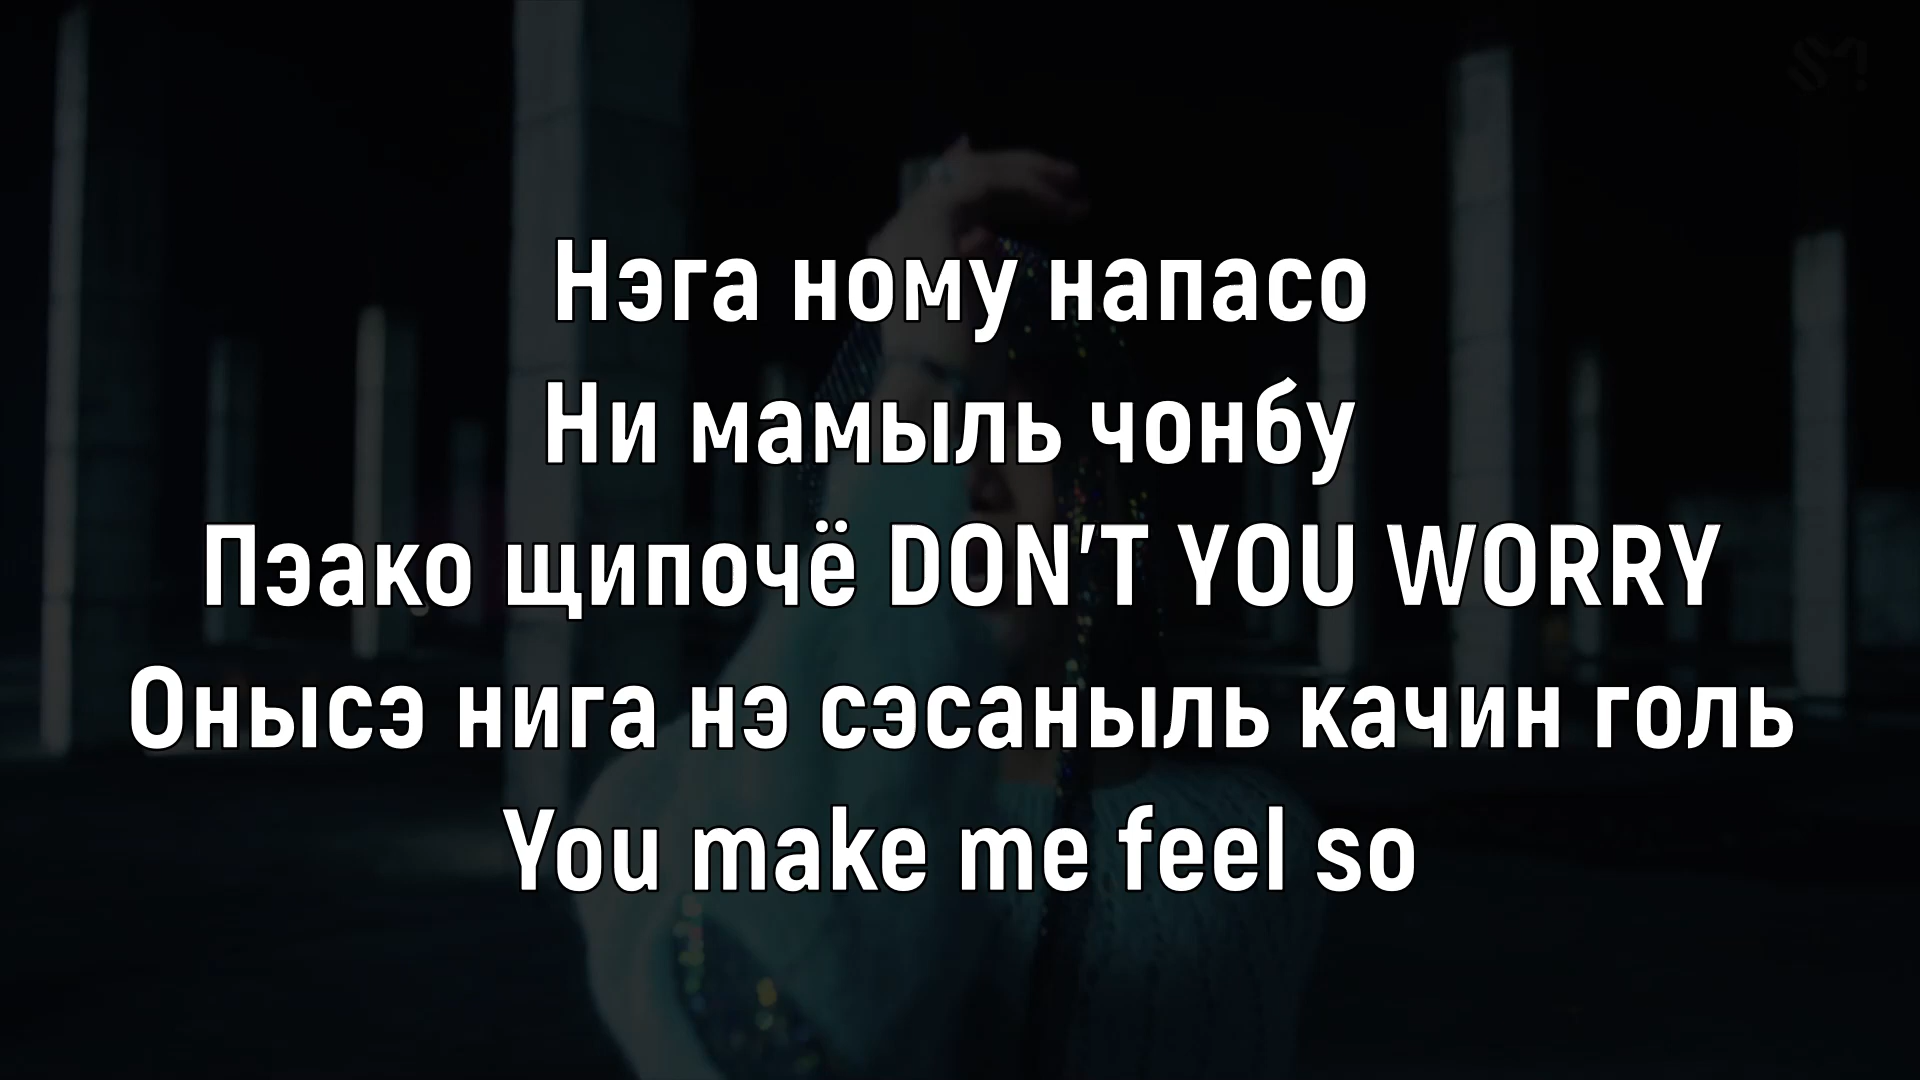 Нэга ному напасо
Ни мамыль чонбу
Пэако щипочё DON'T YOU WORRY
Онысэ нига нэ сэсаныль качин голь
You make me feel so
SM